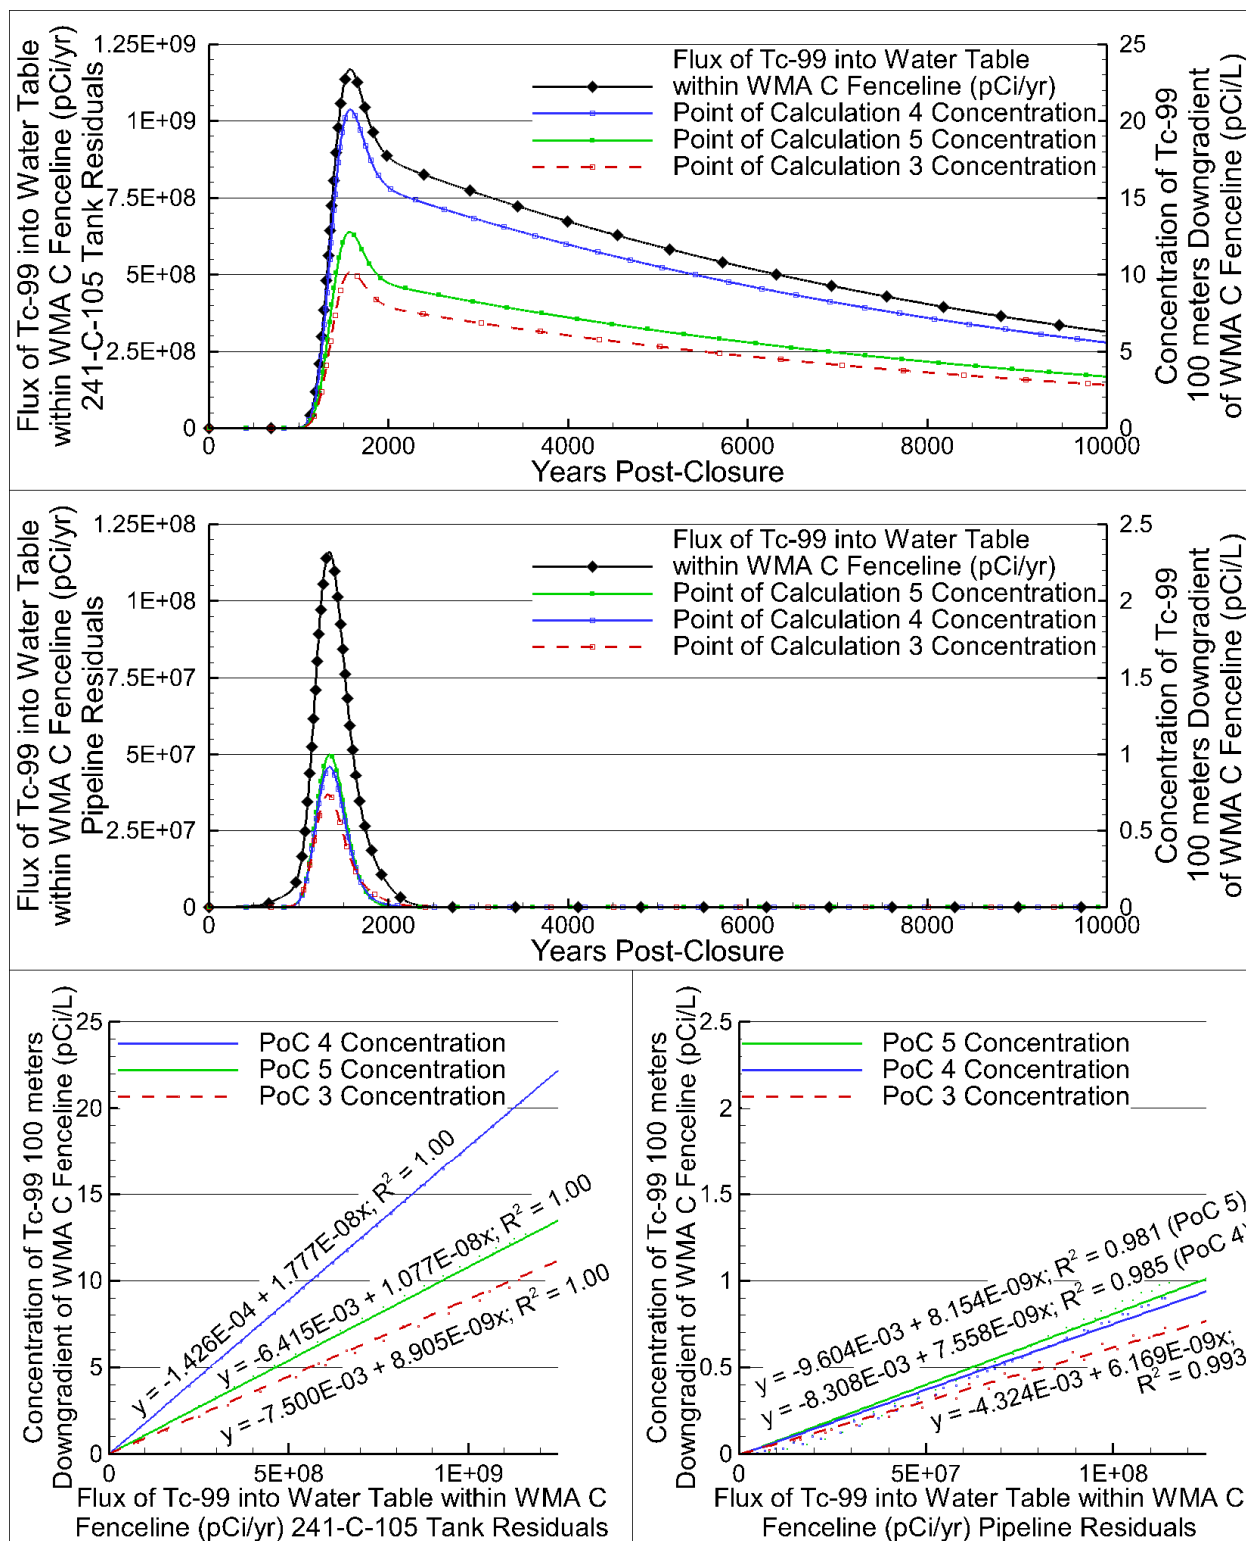 Flux of Tc-99 into Water Table
within WMA C Fenceline (pCi/yr)
241-C-105 Tank Residuals
1.25E+09
1E+09
7.5E+08
5E+08
2.5E+08
0
Flux of Tc-99 into Water Table
within WMA C Fenceline (pCi/yr)
Point of Calculation 4 Concentration
Point of Calculation 5 Concentration
Point of Calculation 3 Concentration
25
20
15
10
5
0
Concentration of Tc-99
100 meters Downgradient
of WMA C Fenceline (pCi/L)
0
2000
4000
6000
8000
10000
Years Post-Closure
Flux of Tc-99 into Water Table
within WMA C Fenceline (pCi/yr)
Pipeline Residuals
1.25E+08
1E+08
7.5E+07
5E+07
2.5E+07
0
Flux of Tc-99 into Water Table
within WMA C Fenceline (pCi/yr)
Point of Calculation 5 Concentration
Point of Calculation 4 Concentration
Point of Calculation 3 Concentration
2.5
2
1.5
1
0.5
0
Concentration of Tc-99
100 meters Downgradient
of WMA C Fenceline (pCi/L)
0
2000
4000
6000
8000
10000
Years Post-Closure
Concentration of Tc-99 100 meters
Downgradient of WMA C Fenceline (pCi/L)
25
20
15
10
5
0
PoC 4 Concentration
PoC 5 Concentration
PoC 3 Concentration
y = -1.426E-04 + 1.777E-08x; R² = 1.00
y = -6.415E-03 + 1.077E-08x; R² = 1.00
y = -7.500E-03 + 8.905E-09x; R² = 1.00
0
5E+08
1E+09
Flux of Tc-99 into Water Table within WMA C
Fenceline (pCi/yr) 241-C-105 Tank Residuals
Concentration of Tc-99 100 meters
Downgradient of WMA C Fenceline (pCi/L)
2.5
2
1.5
1
0.5
0
PoC 5 Concentration
PoC 4 Concentration
PoC 3 Concentration
y = -9.604E-03 + 8.154E-09x; R² = 0.981 (PoC 5)
y = -8.308E-03 + 7.558E-09x; R² = 0.985 (PoC 4)
y = -4.324E-03 + 6.169E-09x;
R² = 0.993
0
5E+07
1E+08
Flux of Tc-99 into Water Table within WMA C
Fenceline (pCi/yr) Pipeline Residuals